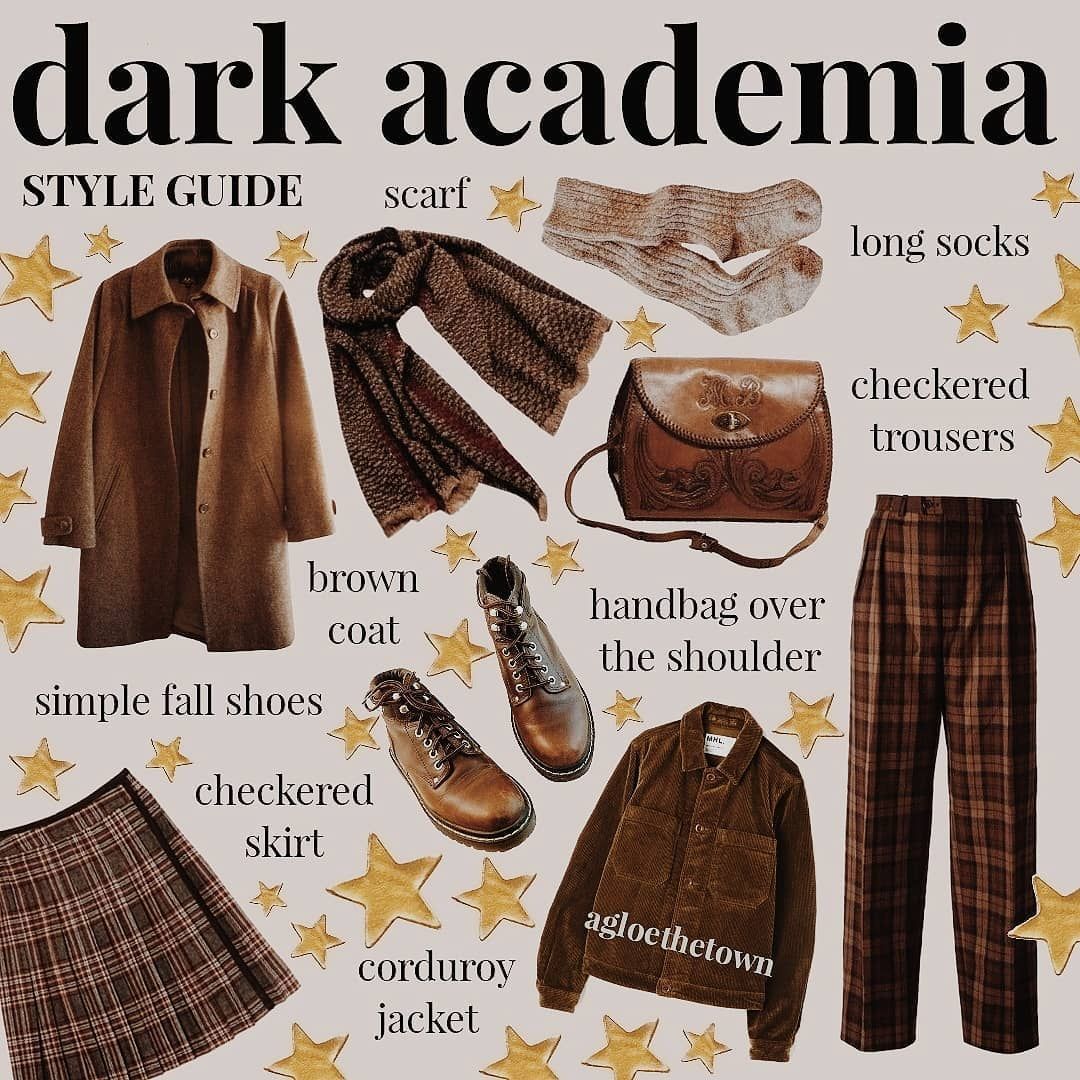 dark academia
STYLE GUIDE
scarf
long socks
checkered
trousers
brown
coat
handbag over
the shoulder
simple fall shoes
MHL.
checkered
skirt
agloethetown
corduroy
jacket